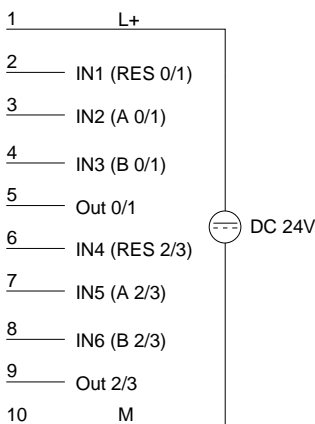 1 L+
2 IN1 (RES 0/1)
3 IN2 (A 0/1)
4 IN3 (B 0/1)
5 Out 0/1
DC 24V
6 IN4 (RES 2/3)
7 IN5 (A 2/3)
8 IN6 (B 2/3)
9 Out 2/3
10 M